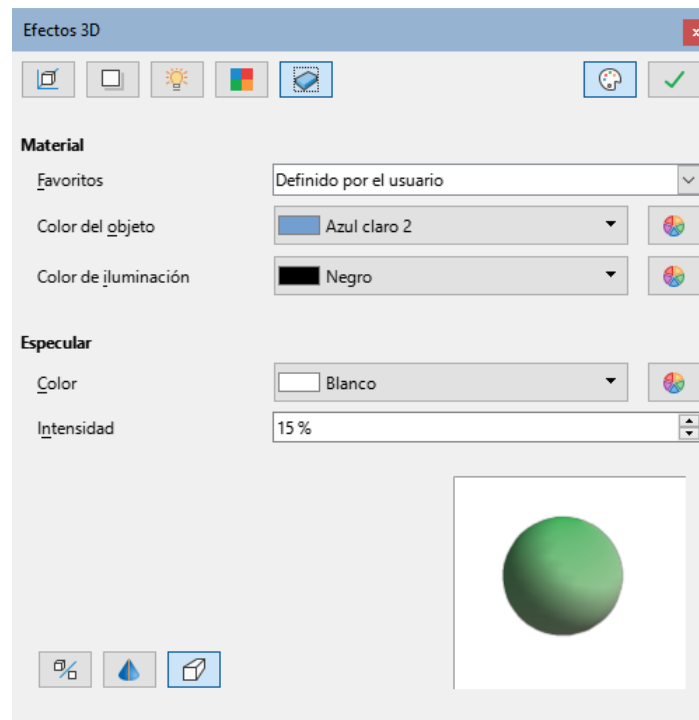 Efectos 3D
Material
Favoritos Definido por el usuario
Color del objeto Azul claro 2
Color de iluminación Negro
Especular
Color Blanco
Intensidad 15 %